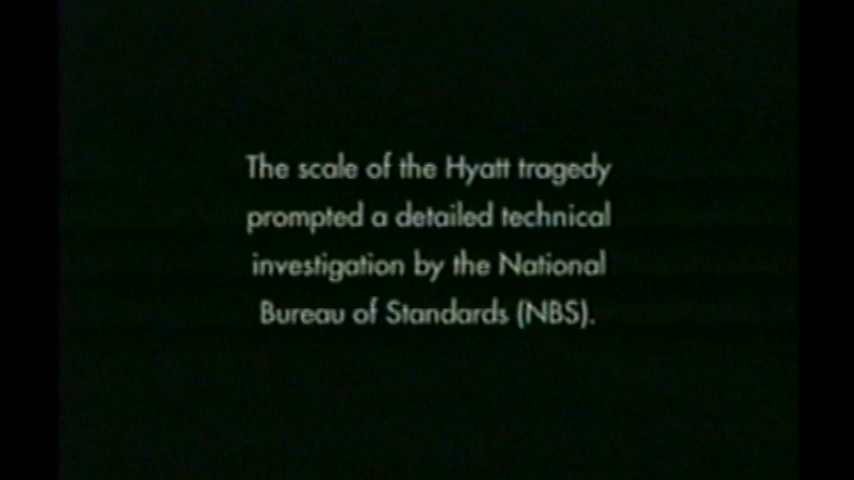 The scale of the Hyatt tragedy
prompted a detailed technical
investigation by the National
Bureau of Standards (NBS).